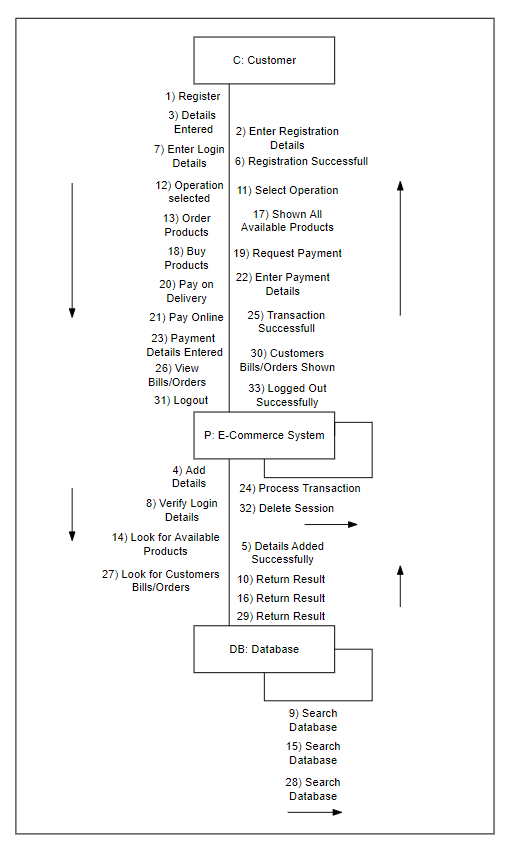 C: Customer
1) Register
3) Details
Entered
2) Enter Registration
Details
7) Enter Login
Details
6) Registration Successfull
12) Operation
selected
11) Select Operation
13) Order
Products
17) Shown All
Available Products
18) Buy
Products
19) Request Payment
20) Pay on
Delivery
22) Enter Payment
Details
21) Pay Online
25) Transaction
Successfull
23) Payment
Details Entered
30) Customers
Bills/Orders Shown
26) View
Bills/Orders
31) Logout
33) Logged Out
Successfully
P: E-Commerce System
4) Add
Details
24) Process Transaction
8) Verify Login
Details
32) Delete Session
14) Look for Available
Products
5) Details Added
Successfully
27) Look for Customers
Bills/Orders
10) Return Result
16) Return Result
29) Return Result
DB: Database
9) Search
Database
15) Search
Database
28) Search
Database